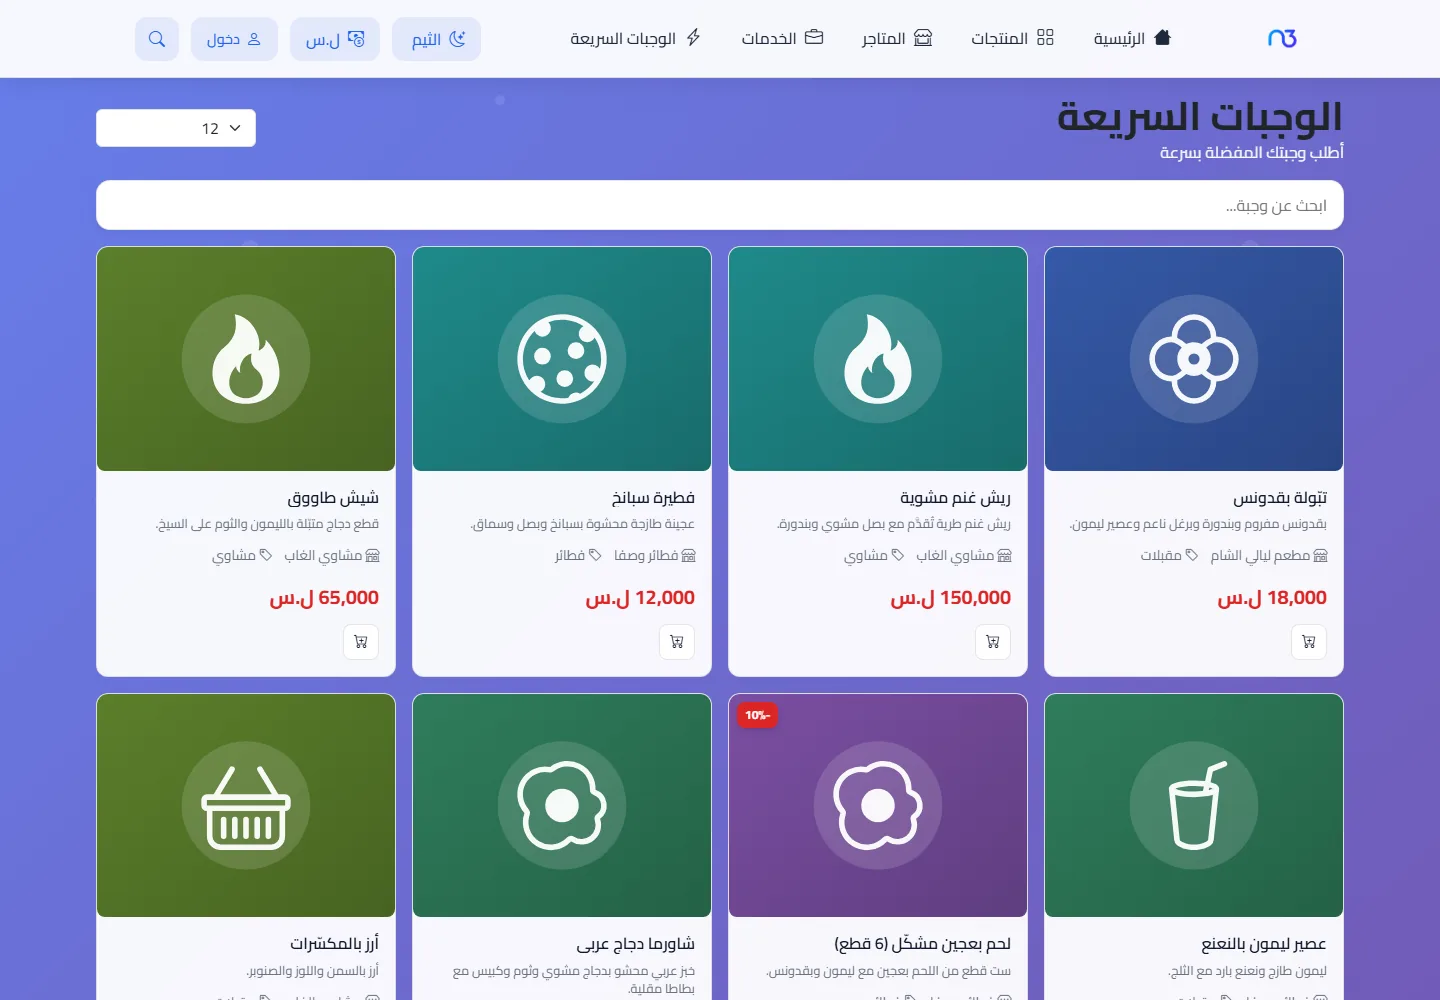 الرئيسية
المنتجات
المتاجر
الخدمات
الوجبات السريعة
الثيم
ل.س
دخول
الوجبات السريعة
أطلب وجبتك المفضلة بسرعة
12
ابحث عن وجبة...
تبّولة بقدونس
بقدونس مفروم وبندورة وبرغل ناعم وعصير ليمون.
مطعم ليالي الشام مقبلات
18,000 ل.س
ريش غنم مشوية
ريش غنم طرية تُقدَّم مع بصل مشوي وبندورة.
مشاوي الغاب مشاوي
150,000 ل.س
فطيرة سبانخ
عجينة طازجة محشوة بسبانخ وبصل وسماق.
فطائر وصفا فطائر
12,000 ل.س
شيش طاووق
قطع دجاج متبّلة بالليمون والثوم على السيخ.
مشاوي الغاب مشاوي
65,000 ل.س
عصير ليمون بالنعنع
ليمون طازج ونعنع بارد مع الثلج.
-10%
لحم بعجين مشكّل (6 قطع)
ست قطع من اللحم بعجين مع ليمون وبقدونس.
شاورما دجاج عربي
خبز عربي محشو بدجاج مشوي وثوم وكبيس مع
بطاطا مقلية.
أرز بالمكسّرات
أرز بالسمن واللوز والصنوبر.